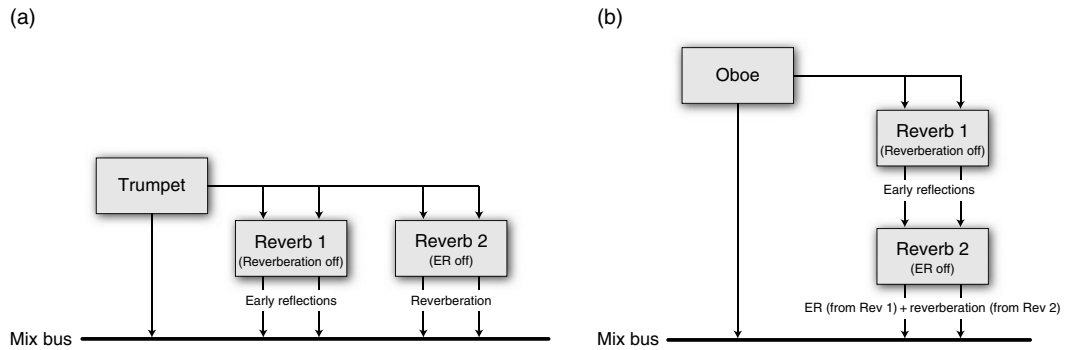 (a)
Trumpet
Reverb 1
(Reverberation off)
Reverb 2
(ER off)
Early reflections
Reverberation
Mix bus
(b)
Oboe
Reverb 1
(Reverberation off)
Early reflections
Reverb 2
(ER off)
ER (from Rev 1) + reverberation (from Rev 2)
Mix bus